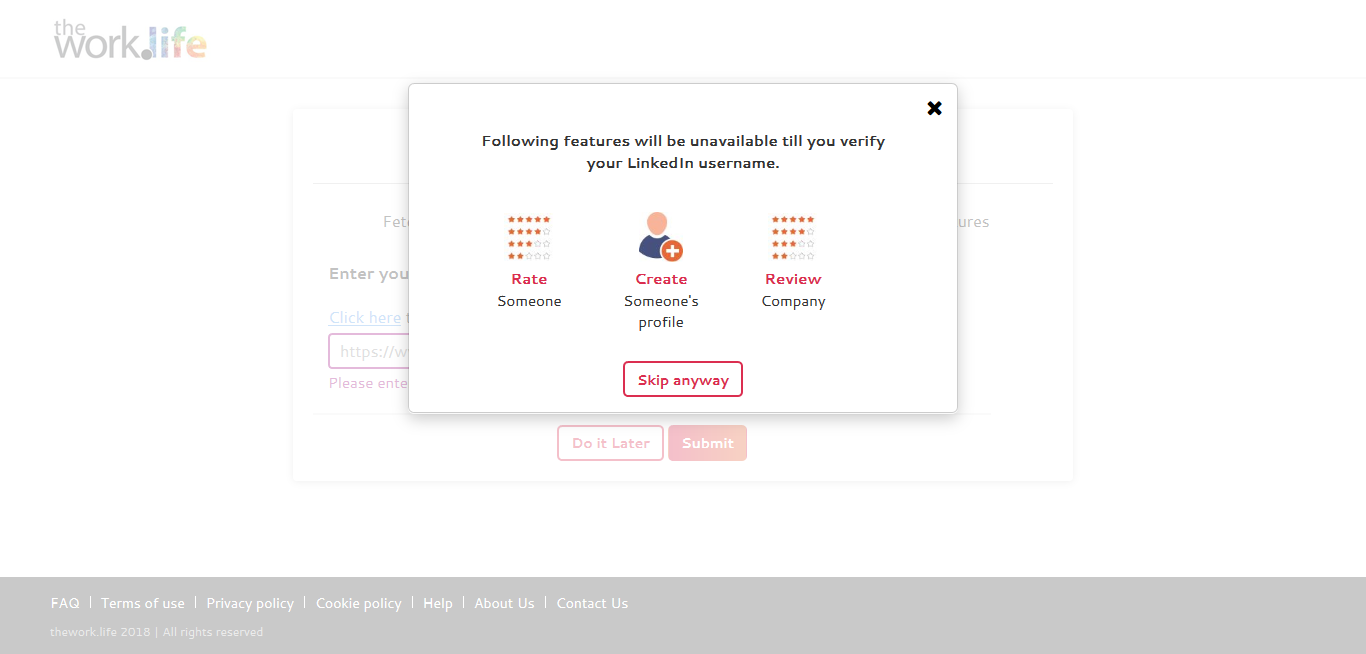 the
work.life
Following features will be unavailable till you verify
your LinkedIn username.
Rate
Someone
Create
Someone's
profile
Review
Company
Skip anyway
Enter you
Click here
https://w
Please ente
Do it Later
Submit
FAQ | Terms of use | Privacy policy | Cookie policy | Help | About Us | Contact Us
thework.life 2018 | All rights reserved